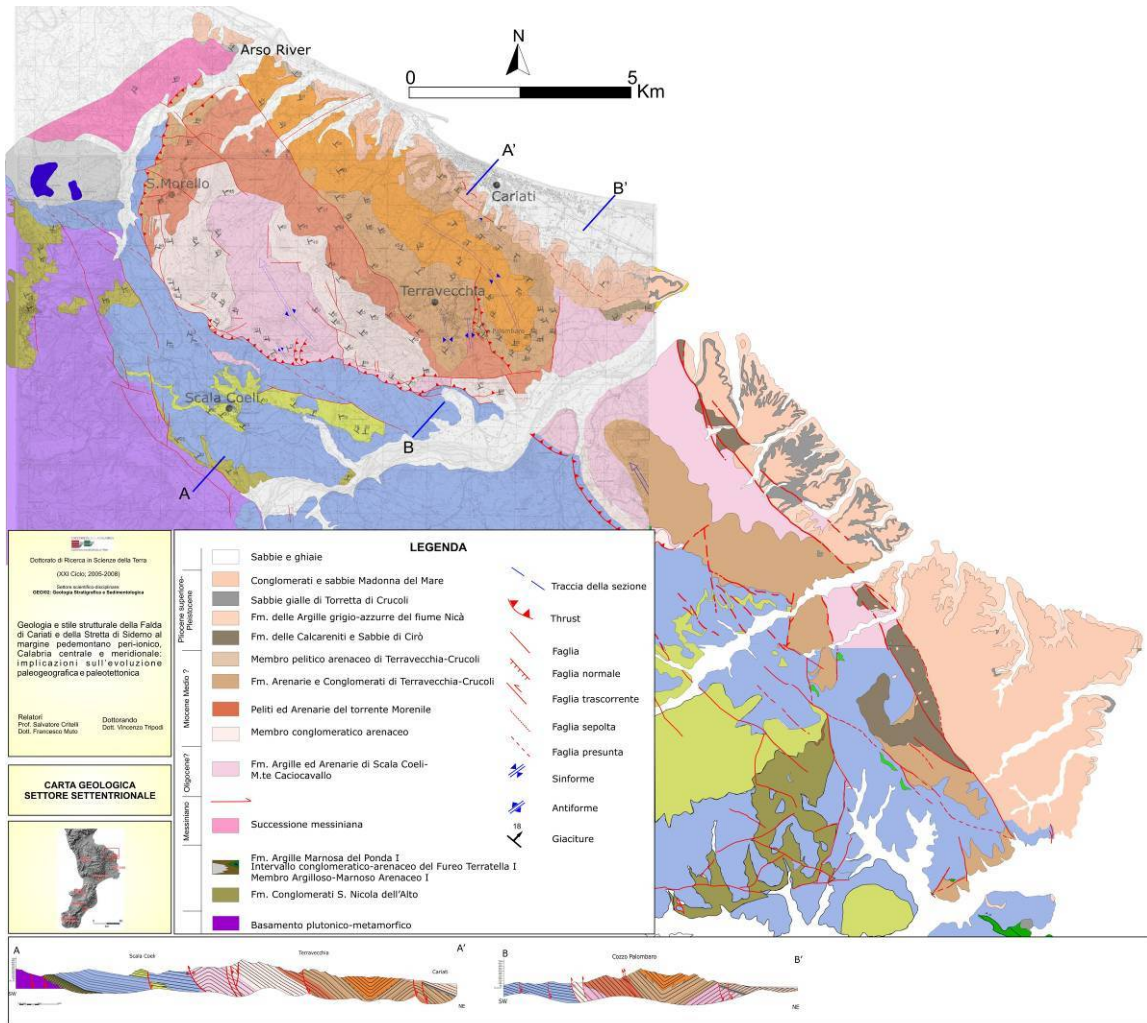 Arso River
N
0
5
Km
A'
Cariati
B'
S.Morello
Terravecchia
Scala Coeli
B
A
Dottorato di Ricerca in Scienze della Terra
(XXI Ciclo; 2005-2008)
Settore scientifico-disciplinare
GEO/02: Geologia Stratigrafica e Sedimentologica
Geologia e stile strutturale della Falda
di Cariati e della Stretta di Siderno al
margine pedemontano peri-ionico,
Calabria centrale e meridionale:
implicazioni sull'evoluzione
paleogeografica e paleotettonica
Relatori
Prof. Salvatore Critelli
Dott. Francesco Muto
Dottorando
Dott. Vincenzo Tripodi
CARTA GEOLOGICA
SETTORE SETTENTRIONALE
LEGENDA
Sabbie e ghiaie
Pliocene superiore-
Pleistocene
Conglomerati e sabbie Madonna del Mare
Sabbie gialle di Torretta di Crucoli
Fm. delle Argille grigio-azzurre del fiume Nicà
Fm. delle Calcareniti e Sabbie di Cirò
Miocene Medio ?
Membro pelitico arenaceo di Terravecchia-Crucoli
Fm. Arenarie e Conglomerati di Terravecchia-Crucoli
Peliti ed Arenarie del torrente Morenile
Membro conglomeratico arenaceo
Oligocene?
Fm. Argille ed Arenarie di Scala Coeli-
M.te Caciocavallo
Messiniano
Successione messiniana
Fm. Argille Marnosa del Ponda I
Intervallo conglomeratico-arenaceo del Fureo Terratella I
Membro Argilloso-Marnoso Arenaceo I
Fm. Conglomerati S. Nicola dell'Alto
Basamento plutonico-metamorfico
Traccia della sezione
Thrust
Faglia
Faglia normale
Faglia trascorrente
Faglia sepolta
Faglia presunta
Sinforme
Antiforme
18
Giaciture
A
Scala Coeli
Terravecchia
A'
Cariati
SW
NE
B
Cozzo Palombaro
B'
SW
NE